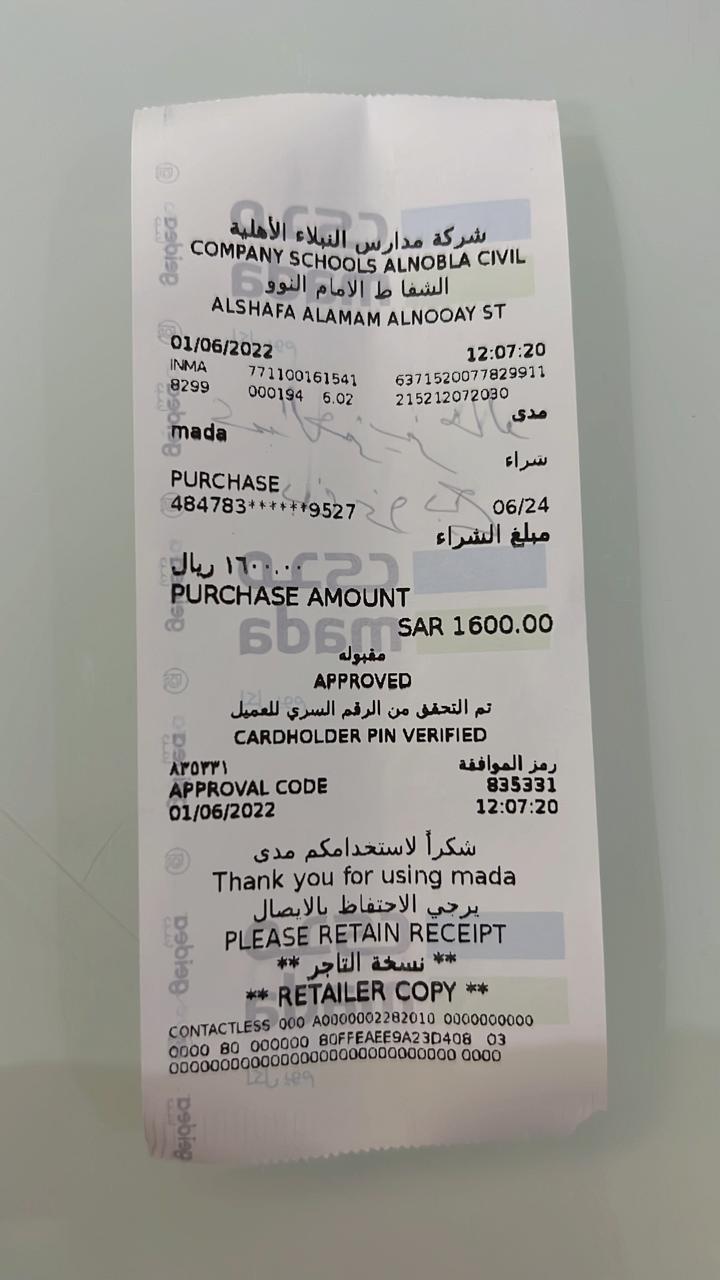 شركة مدارس النبلاء الأهلية
COMPANY SCHOOLS ALNOBLA CIVIL
الشفا ط الامام النوو
ALSHAFA ALAMAM ALNOOAY ST
01/06/2022 12:07:20
INMA 771100161541 6371520077829911
8299 000194 6.02 215212072030
مدى
mada
شراء
PURCHASE
484783******9527 06/24
مبلغ الشراء
١٦٠٠.٠٠ ريال
PURCHASE AMOUNT
SAR 1600.00
مقبوله
APPROVED
تم التحقق من الرقم السري للعميل
CARDHOLDER PIN VERIFIED
رمز الموافقة ٨٣٥٣٣١
APPROVAL CODE 835331
01/06/2022 12:07:20
شكراً لاستخدامكم مدى
Thank you for using mada
يرجي الاحتفاظ بالايصال
PLEASE RETAIN RECEIPT
** نسخة التاجر **
** RETAILER COPY **
CONTACTLESS 000 A0000002282010 0000000000
0000 80 000000 80FFEAEE9A23D408 03
0000000000000000000000000000 0000